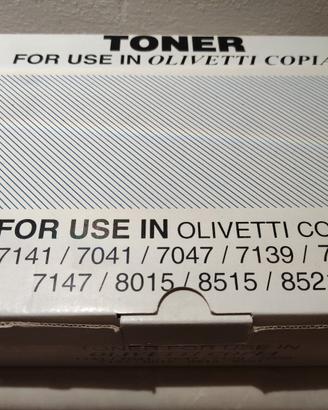 TONER
FOR USE IN OLIVETTI COPIA
FOR USE IN OLIVETTI CO
7141 / 7041 / 7047 / 7139 / 7
7147 / 8015 / 8515 / 852